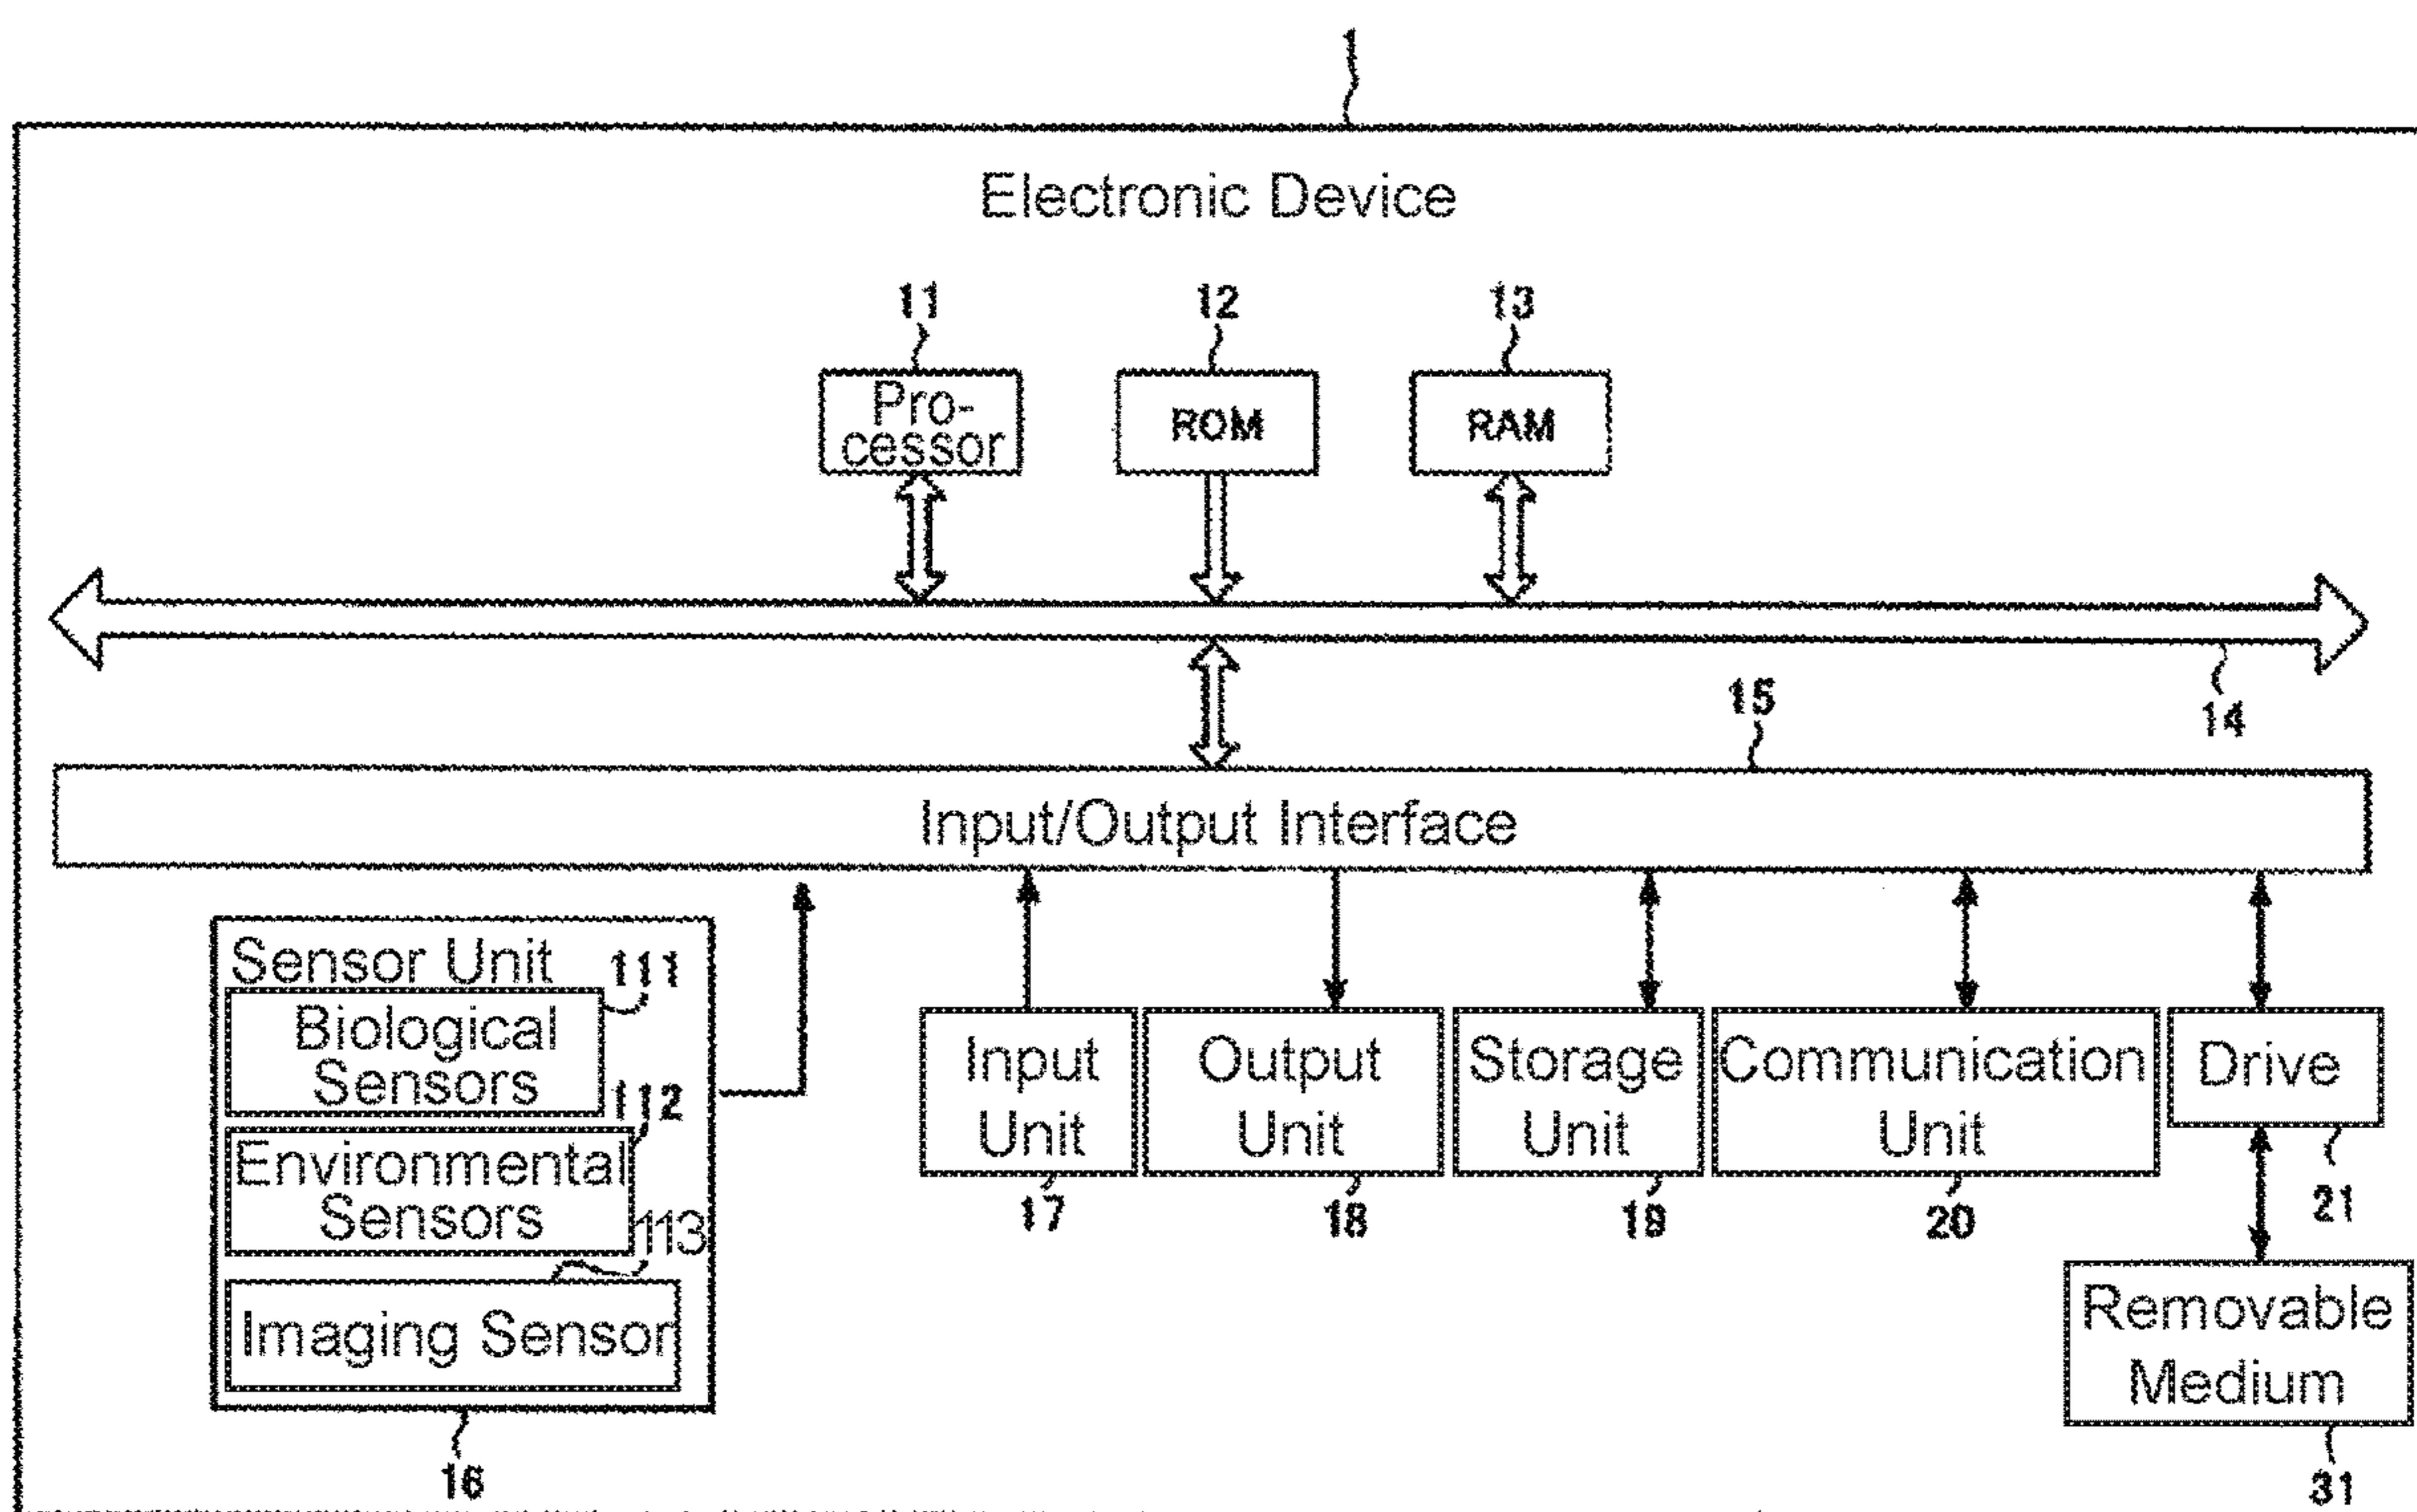 1
Electronic Device
11
12
13
Pro-
cessor
ROM
RAM
14
15
Input/Output Interface
Sensor Unit
111
Biological
Sensors
112
Environmental
Sensors
113
Imaging Sensor
16
Input
Unit
17
Output
Unit
18
Storage
Unit
19
Communication
Unit
20
Drive
21
Removable
Medium
31